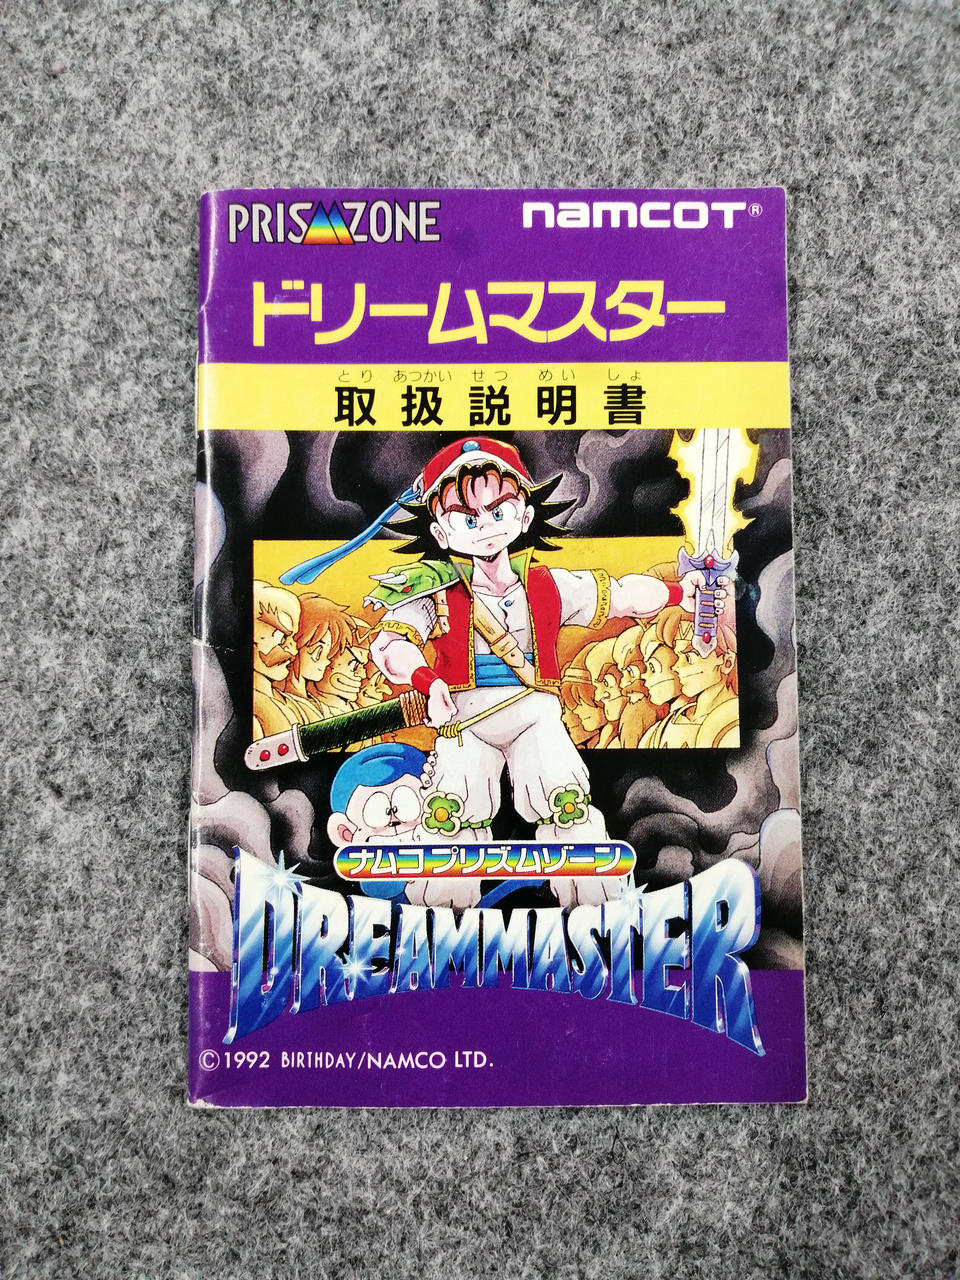 PRISMZONE
namcot®
ドリームマスター
とり あつかい せつ めい しょ
取扱説明書
ナムコ プリズムゾーン
DREAMMASTER
©1992 BIRTHDAY/NAMCO LTD.